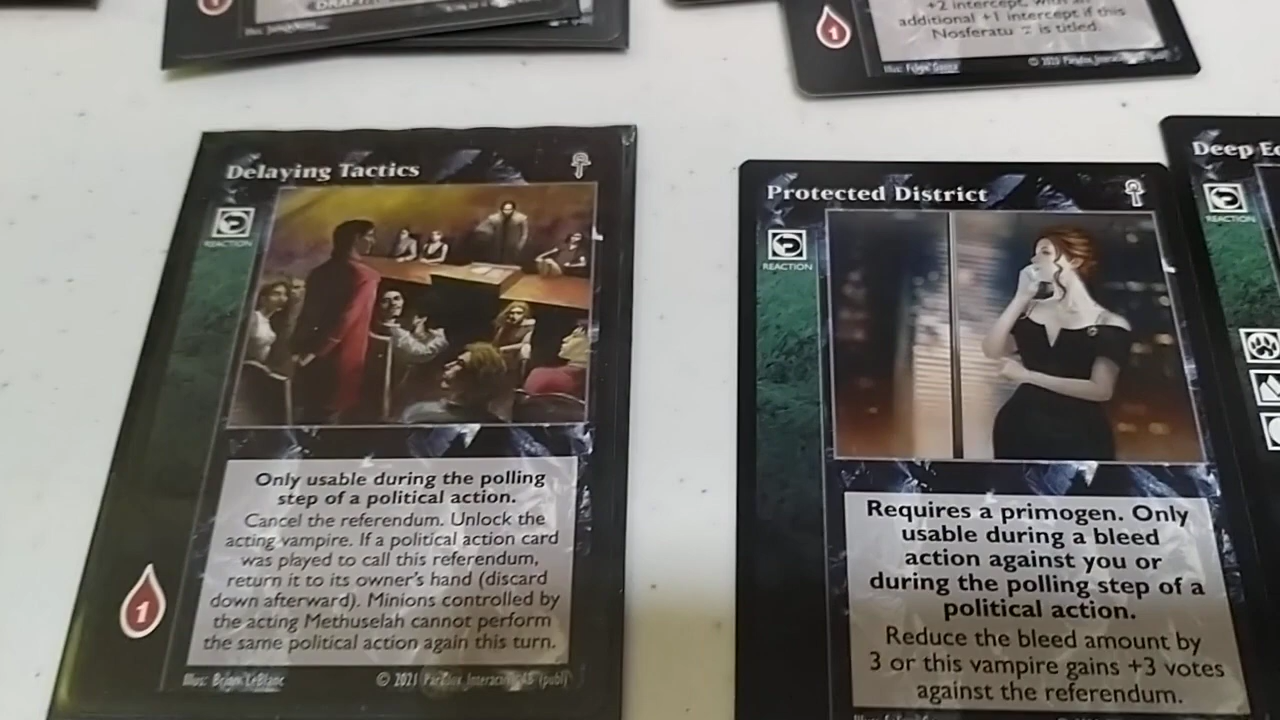 1
+2 intercept, with an
additional +1 intercept if this
Nosferatu is titled.
1
Delaying Tactics
REACTION
Only usable during the polling
step of a political action.
Cancel the referendum. Unlock the
acting vampire. If a political action card
was played to call this referendum,
return it to its owner's hand (discard
down afterward). Minions controlled by
the acting Methuselah cannot perform
the same political action again this turn.
1
Illus: Brian LeBlanc
© 2021 Paradox Interactive AB (publ)
Protected District
REACTION
Requires a primogen. Only
usable during a bleed
action against you or
during the polling step of a
political action.
Reduce the bleed amount by
3 or this vampire gains +3 votes
against the referendum.
Deep
REACTION